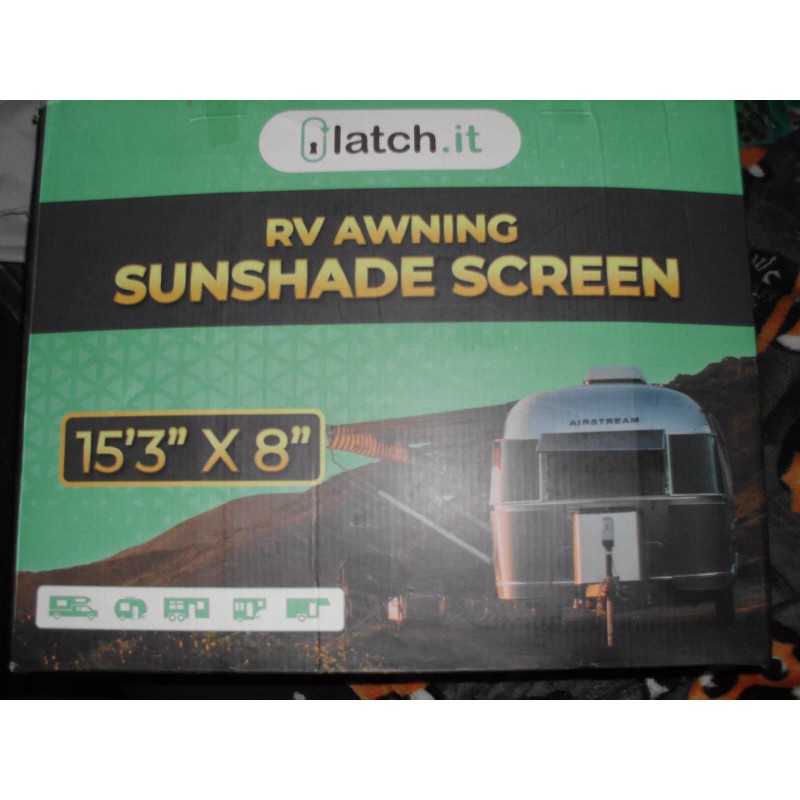 latch.it
RV AWNING
SUNSHADE SCREEN
15'3" X 8"
AIRSTREAM